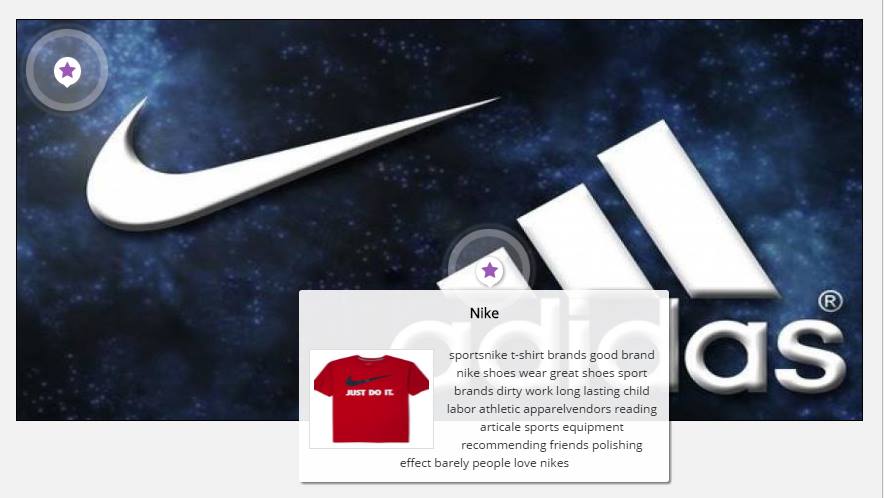 adidas
®
Nike
JUST DO IT.
sportsnike t-shirt brands good brand
nike shoes wear great shoes sport
brands dirty work long lasting child
labor athletic apparelvendors reading
articale sports equipment
recommending friends polishing
effect barely people love nikes